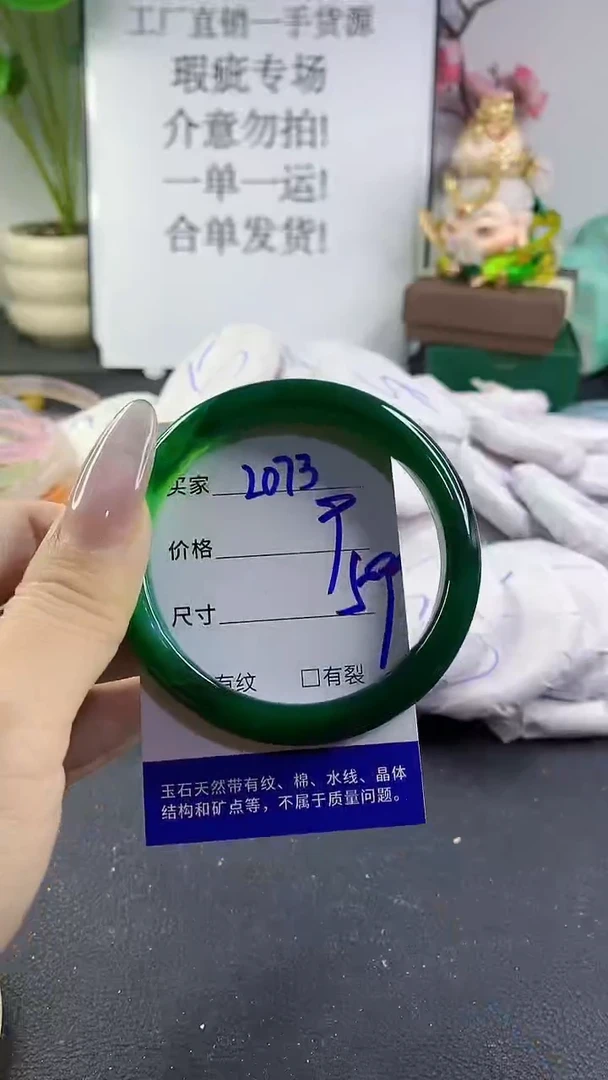 工厂直销一手货源
瑕疵专场
介意勿拍!
一单一运!
合单发货!
买家 2073
价格
尺寸 59
有纹 □有裂
玉石天然带有纹、棉、水线、晶体
结构和矿点等，不属于质量问题。